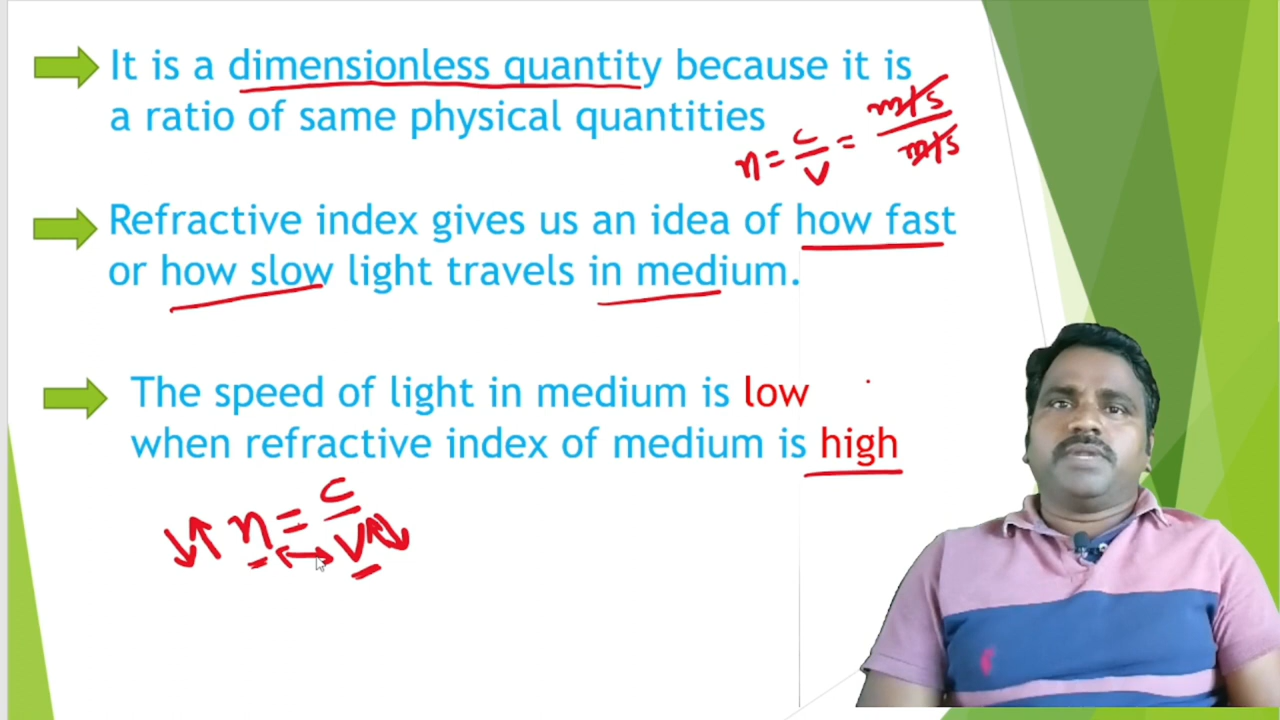 It is a dimensionless quantity because it is
a ratio of same physical quantities
n = c/v = m/s / m/s
Refractive index gives us an idea of how fast
or how slow light travels in medium.
The speed of light in medium is low
when refractive index of medium is high
n = c/v